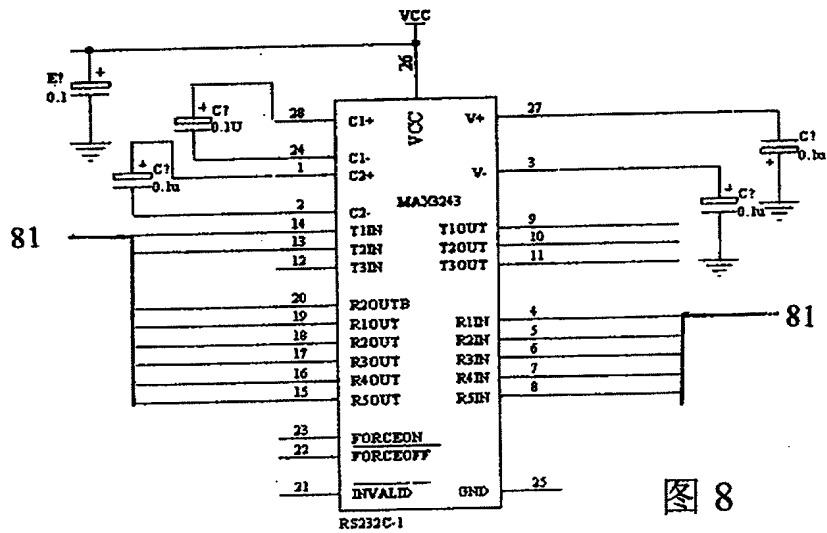 VCC
26
E?
0.1
C?
0.1U
C?
0.1u
28 C1+
VCC
V+ 27
C?
0.1u
24 C1-
1 C2+
V- 3
C?
0.1u
MAX3243
2 C2-
81
14 T1IN
T1OUT 9
13 T2IN
T2OUT 10
12 T3IN
T3OUT 11
20 R2OUTB
19 R1OUT
R1IN 4
81
18 R2OUT
R2IN 5
17 R3OUT
R3IN 6
16 R4OUT
R4IN 7
15 R5OUT
R5IN 8
23 FORCEON
22 FORCEOFF
21 INVALID
GND 25
RS232C-1
图 8